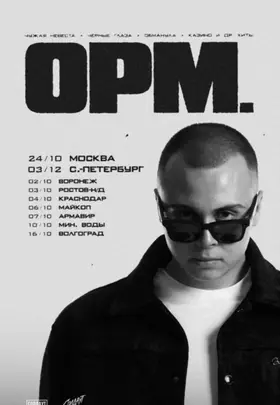 ЧУЖАЯ НЕВЕСТА • ЧЕРНЫЕ ГЛАЗА • ОБМАНУЛА • КАЗИНО И ДР. ХИТЫ
ОРМ.
24/10 МОСКВА
03/12 С.-ПЕТЕРБУРГ
02/10 ВОРОНЕЖ
03/10 РОСТОВ-Н/Д
04/10 КРАСНОДАР
06/10 МАЙКОП
07/10 АРМАВИР
10/10 МИН. ВОДЫ
16/10 ВОЛГОГРАД